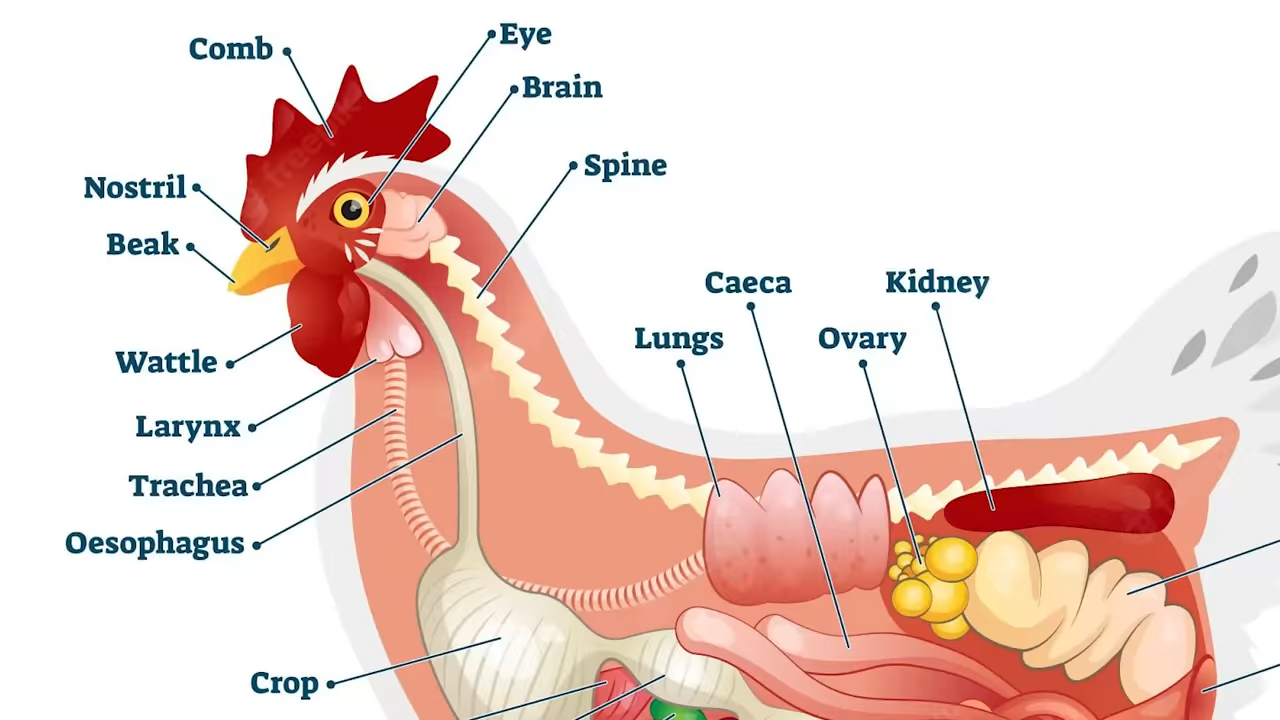 Comb
Eye
Brain
Spine
Nostril
Beak
Caeca
Kidney
Lungs
Ovary
Wattle
Larynx
Trachea
Oesophagus
Crop